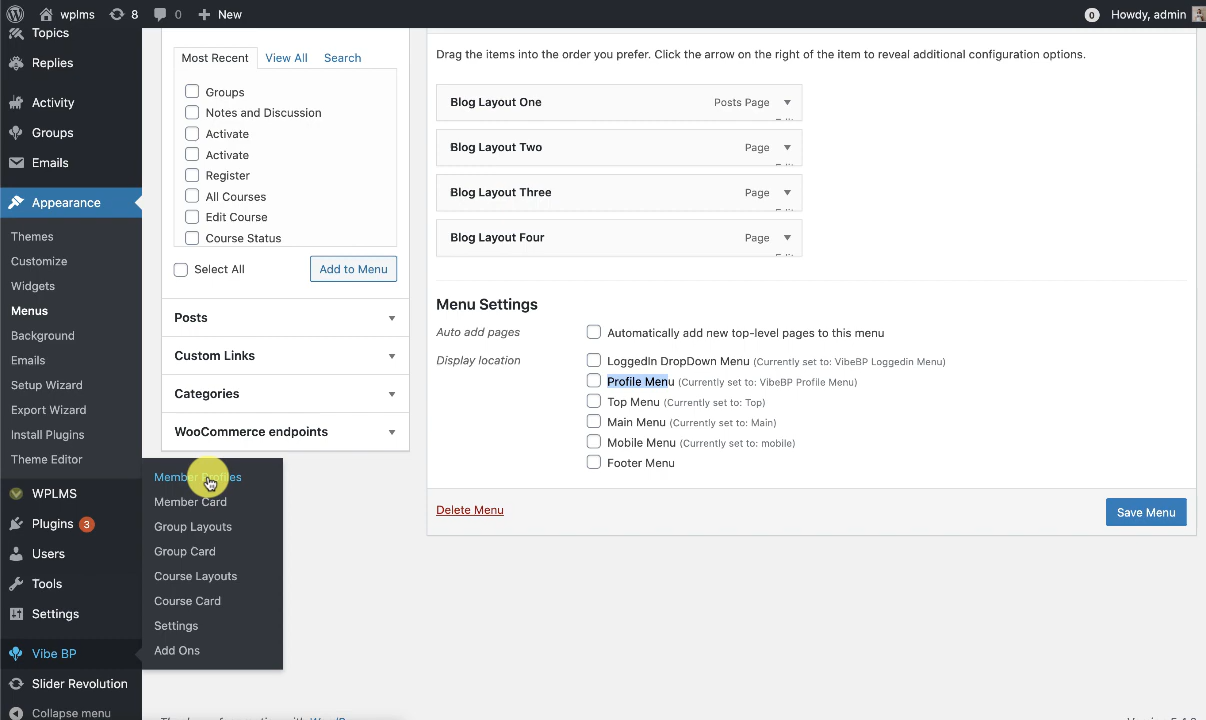 wplms 8 0 New 0 Howdy, admin
Topics
Replies
Activity
Groups
Emails
Appearance
Themes
Customize
Widgets
Menus
Background
Emails
Setup Wizard
Export Wizard
Install Plugins
Theme Editor
WPLMS
Plugins 3
Users
Tools
Settings
Vibe BP
Slider Revolution
Collapse menu
Member Profiles
Member Card
Group Layouts
Group Card
Course Layouts
Course Card
Settings
Add Ons
Most Recent View All Search
Groups
Notes and Discussion
Activate
Activate
Register
All Courses
Edit Course
Course Status
Select All Add to Menu
Posts
Custom Links
Categories
WooCommerce endpoints
Drag the items into the order you prefer. Click the arrow on the right of the item to reveal additional configuration options.
Blog Layout One Posts Page
Blog Layout Two Page
Blog Layout Three Page
Blog Layout Four Page
Menu Settings
Auto add pages Automatically add new top-level pages to this menu
Display location LoggedIn DropDown Menu (Currently set to: VibeBP Loggedin Menu)
Profile Menu (Currently set to: VibeBP Profile Menu)
Top Menu (Currently set to: Top)
Main Menu (Currently set to: Main)
Mobile Menu (Currently set to: mobile)
Footer Menu
Delete Menu Save Menu